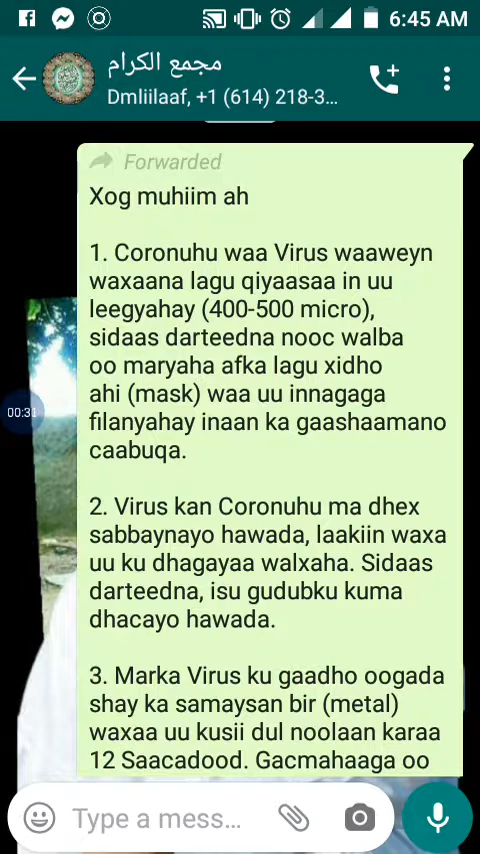 6:45 AM
مجمع الكرام
Dmliilaaf, +1 (614) 218-3...
Forwarded
Xog muhiim ah
1. Coronuhu waa Virus waaweyn
waxaana lagu qiyaasaa in uu
leegyahay (400-500 micro),
sidaas darteedna nooc walba
oo maryaha afka lagu xidho
ahi (mask) waa uu innagaga
filanyahay inaan ka gaashaamano
caabuqa.
2. Virus kan Coronuhu ma dhex
sabbaynayo hawada, laakiin waxa
uu ku dhagayaa walxaha. Sidaas
darteedna, isu gudubku kuma
dhacayo hawada.
3. Marka Virus ku gaadho oogada
shay ka samaysan bir (metal)
waxaa uu kusii dul noolaan karaa
12 Saacadood. Gacmahaaga oo
00:31
Type a mess...